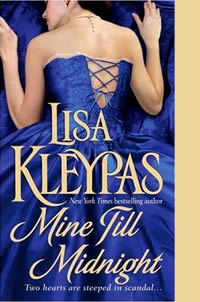 LISA
KLEYPAS
New York Times bestselling author
Mine Till
Midnight
Two hearts are steeped in scandal...